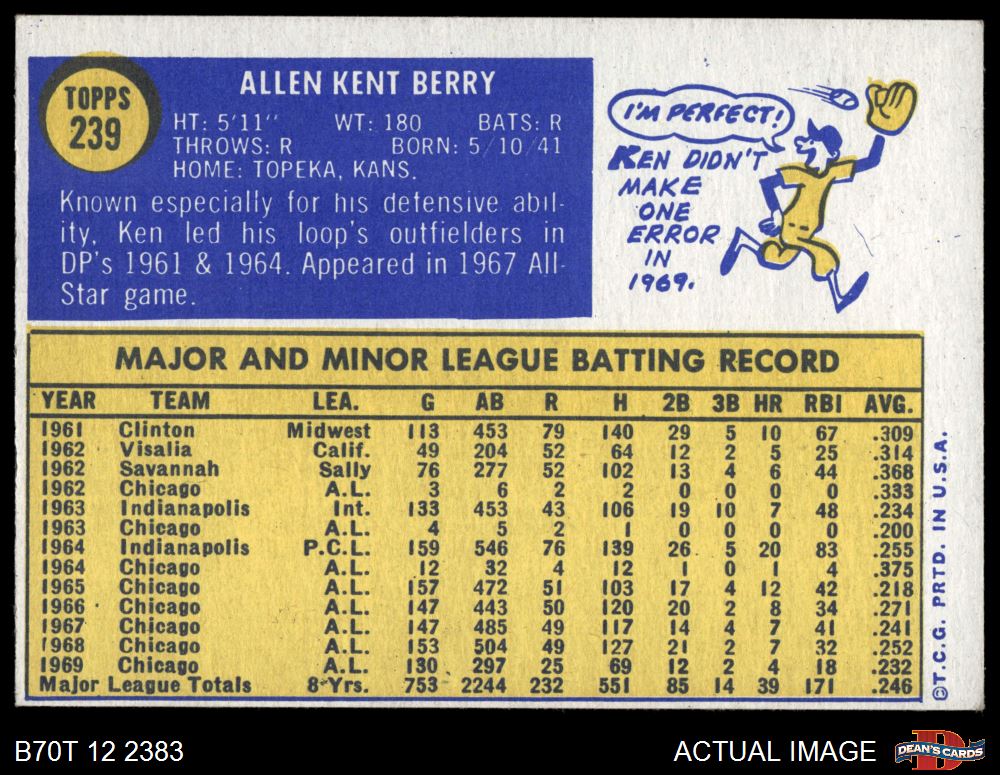 TOPPS
239
ALLEN KENT BERRY
HT: 5'11" WT: 180 BATS: R
THROWS: R BORN: 5/10/41
HOME: TOPEKA, KANS.
Known especially for his defensive abil-
ity, Ken led his loop's outfielders in
DP's 1961 & 1964. Appeared in 1967 All-
Star game.
I'M PERFECT!
KEN DIDN'T
MAKE
ONE
ERROR
IN
1969.
MAJOR AND MINOR LEAGUE BATTING RECORD
YEAR TEAM LEA. G AB R H 2B 3B HR RBI AVG.
1961 Clinton Midwest 113 453 79 140 29 5 10 67 .309
1962 Visalia Calif. 49 204 52 64 12 2 5 25 .314
1962 Savannah Sally 76 277 52 102 13 4 6 44 .368
1962 Chicago A.L. 3 6 2 2 0 0 0 0 .333
1963 Indianapolis Int. 133 453 43 106 19 10 7 48 .234
1963 Chicago A.L. 4 5 2 1 0 0 0 0 .200
1964 Indianapolis P.C.L. 159 546 76 139 26 5 20 83 .255
1964 Chicago A.L. 12 32 4 12 1 0 1 4 .375
1965 Chicago A.L. 157 472 51 103 17 4 12 42 .218
1966 Chicago A.L. 147 443 50 120 20 2 8 34 .271
1967 Chicago A.L. 147 485 49 117 14 4 7 41 .241
1968 Chicago A.L. 153 504 49 127 21 2 7 32 .252
1969 Chicago A.L. 130 297 25 69 12 2 4 18 .232
Major League Totals 8 Yrs. 753 2244 232 551 85 14 39 171 .246
©T.C.G. PRTD. IN U.S.A.
B70T 12 2383
ACTUAL IMAGE
D
DEAN'S CARDS